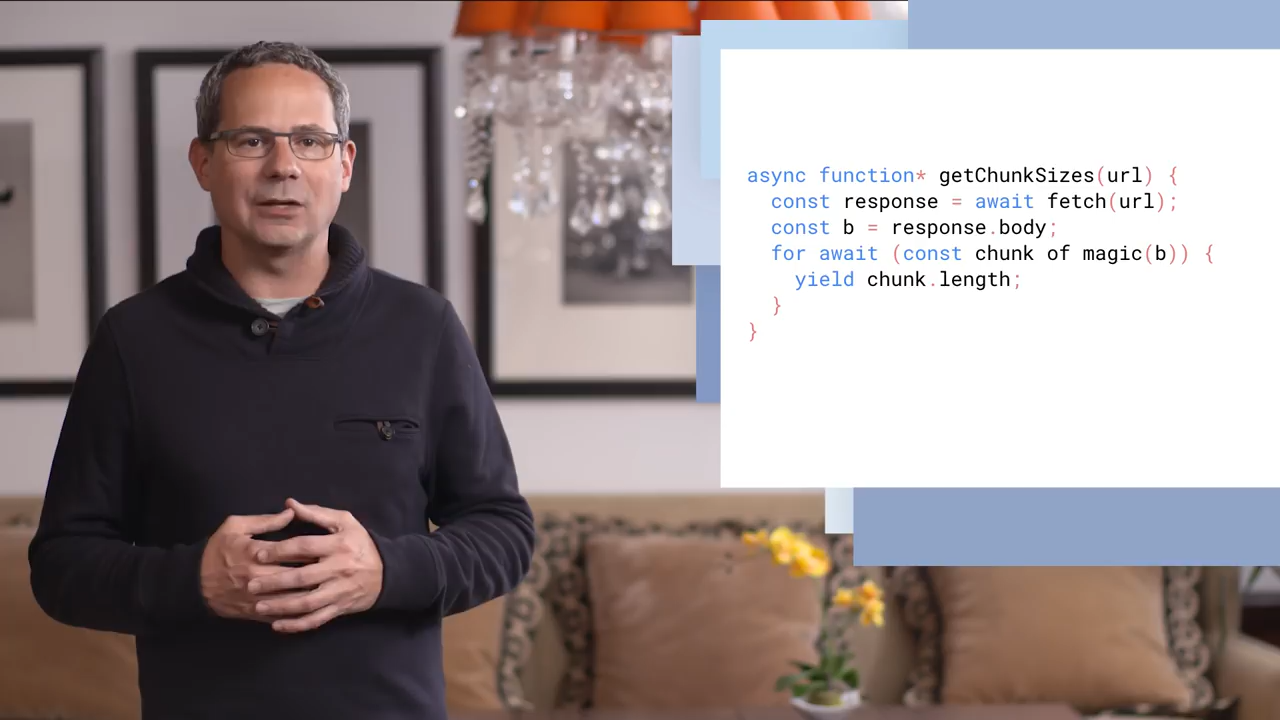 async function* getChunkSizes(url) {
  const response = await fetch(url);
  const b = response.body;
  for await (const chunk of magic(b)) {
    yield chunk.length;
  }
}